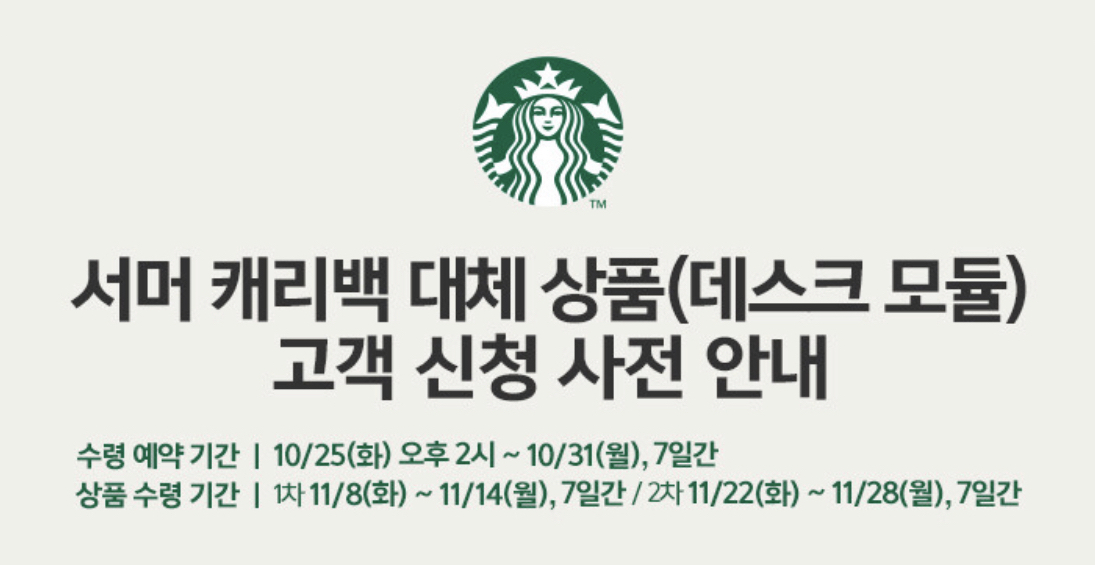 TM
서머 캐리백 대체 상품(데스크 모듈)
고객 신청 사전 안내
수령 예약 기간 | 10/25(화) 오후 2시 ~ 10/31(월), 7일간
상품 수령 기간 | 1차 11/8(화) ~ 11/14(월), 7일간 / 2차 11/22(화) ~ 11/28(월), 7일간